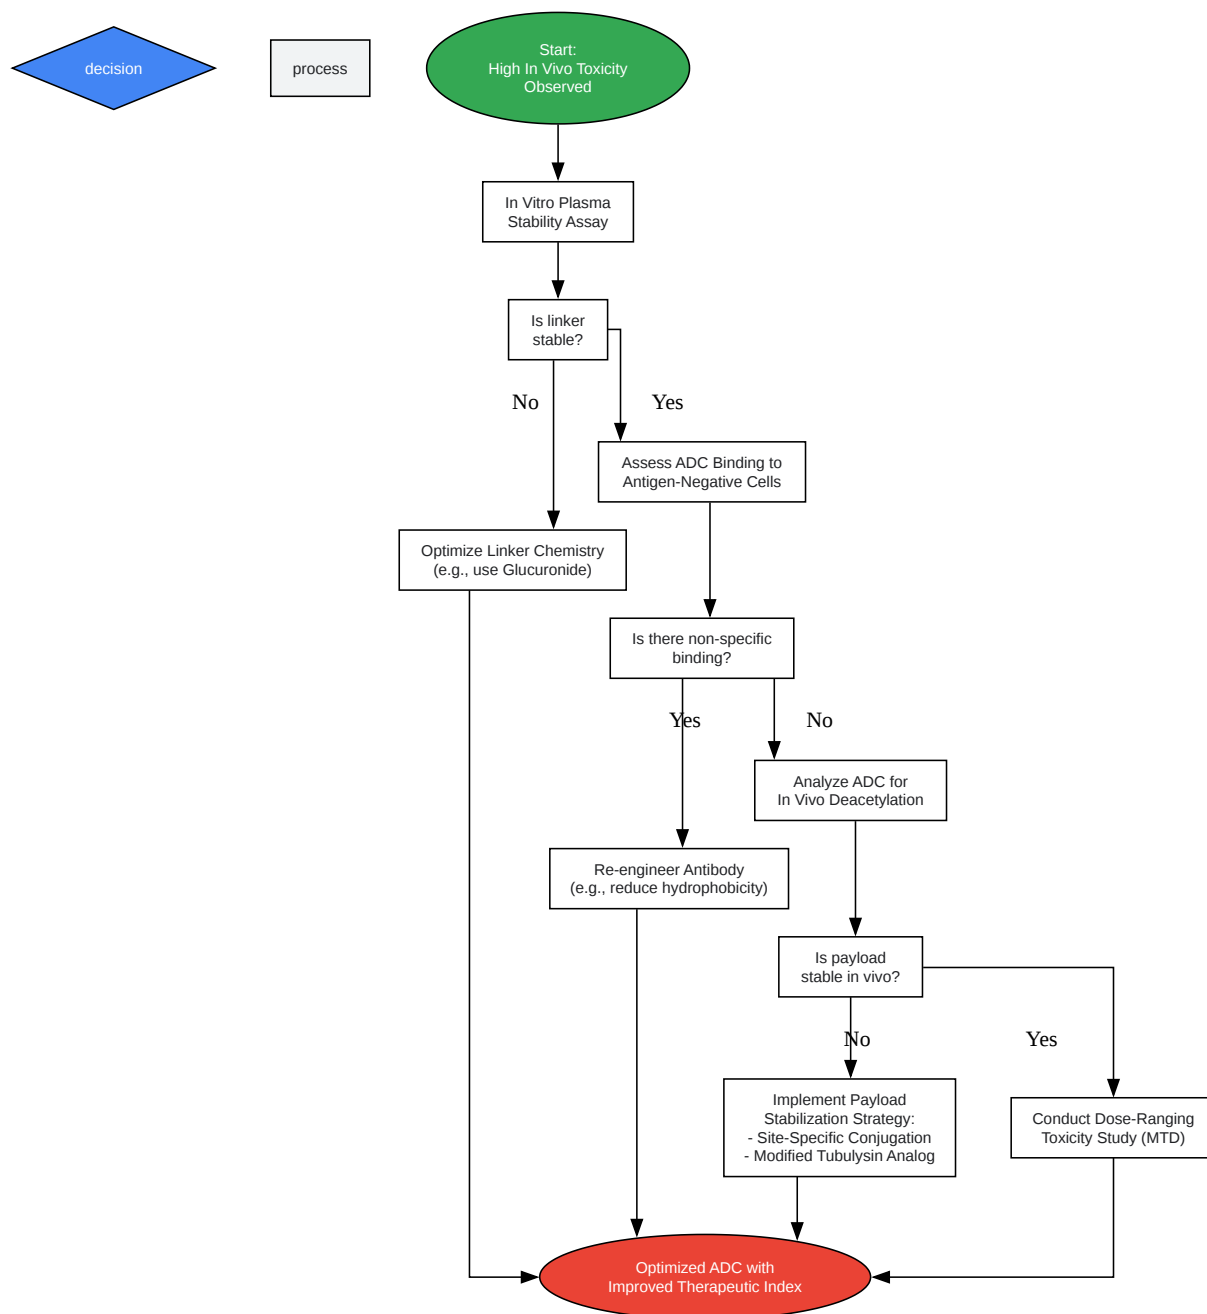 decision
process
Start:
High In Vivo Toxicity
Observed
In Vitro Plasma
Stability Assay
Is linker
stable?
No
Yes
Assess ADC Binding to
Antigen-Negative Cells
Optimize Linker Chemistry
(e.g., use Glucuronide)
Is there non-specific
binding?
Yes
No
Analyze ADC for
In Vivo Deacetylation
Re-engineer Antibody
(e.g., reduce hydrophobicity)
Is payload
stable in vivo?
No
Yes
Implement Payload
Stabilization Strategy:
- Site-Specific Conjugation
- Modified Tubulysin Analog
Conduct Dose-Ranging
Toxicity Study (MTD)
Optimized ADC with
Improved Therapeutic Index